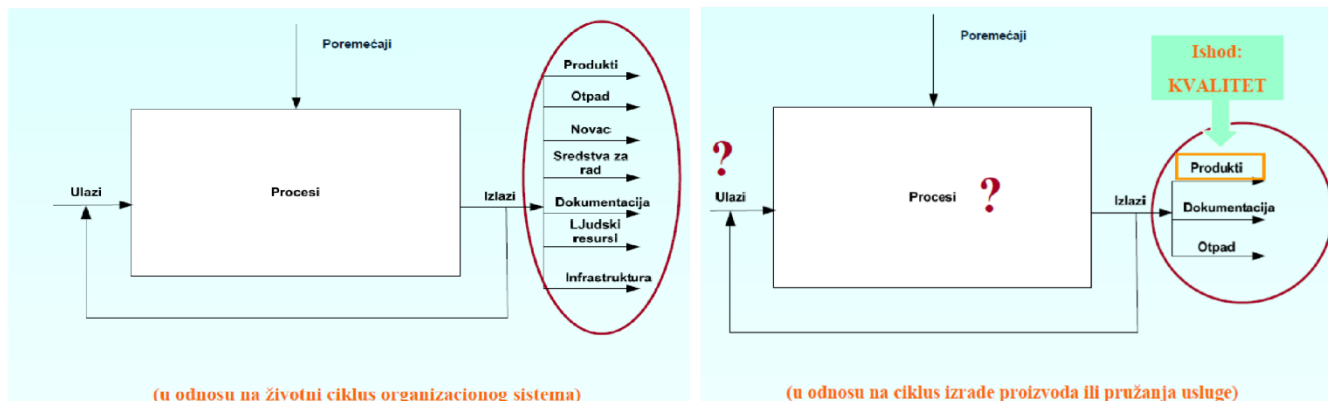 Poremećaji
Produkti
Otpad
Novac
Sredstva za
rad
Ulazi
Procesi
Izlazi
Dokumentacija
LJudski
resursi
Infrastruktura
(u odnosu na životni ciklus organizacionog sistema)
Poremećaji
Ishod:
KVALITET
?
Produkti
Ulazi
Procesi ?
Izlazi
Dokumentacija
Otpad
(u odnosu na ciklus izrade proizvoda ili pružanja usluge)